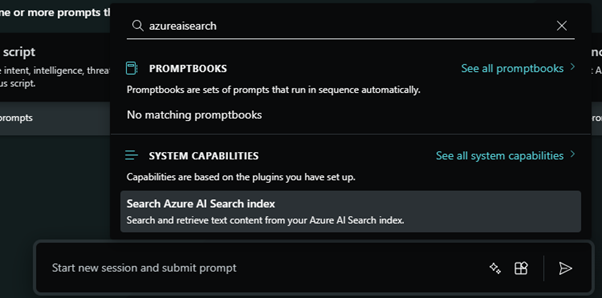 ne or more prompts th
azureaisearch
script
e intent, intelligence, threa
us script.
rompts
PROMPTBOOKS
See all promptbooks
Promptbooks are sets of prompts that run in sequence automatically.
No matching promptbooks
SYSTEM CAPABILITIES
See all system capabilities
Capabilities are based on the plugins you have set up.
Search Azure AI Search index
Search and retrieve text content from your Azure AI Search index.
Start new session and submit prompt